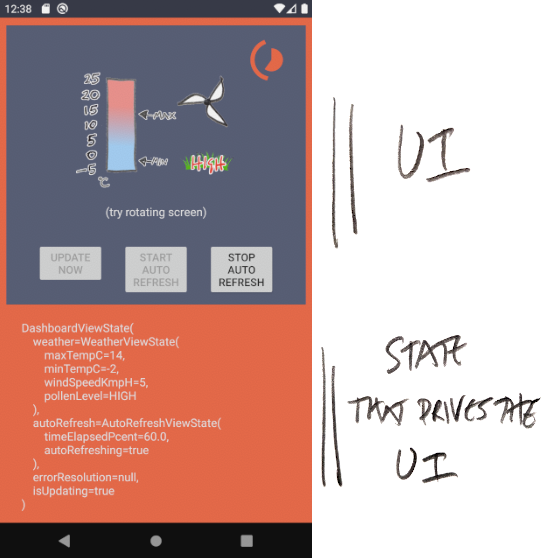 12:38
25
20
15
10
5
0
-5
°C
MAX
MIN
HIGH
(try rotating screen)
UPDATE
NOW
START
AUTO
REFRESH
STOP
AUTO
REFRESH
DashboardViewState(
weather=WeatherViewState(
maxTempC=14,
minTempC=-2,
windSpeedKmpH=5,
pollenLevel=HIGH
),
autoRefresh=AutoRefreshViewState(
timeElapsedPcent=60.0,
autoRefreshing=true
),
errorResolution=null,
isUpdating=true
)
UI
STATE
THAT DRIVES THE
UI